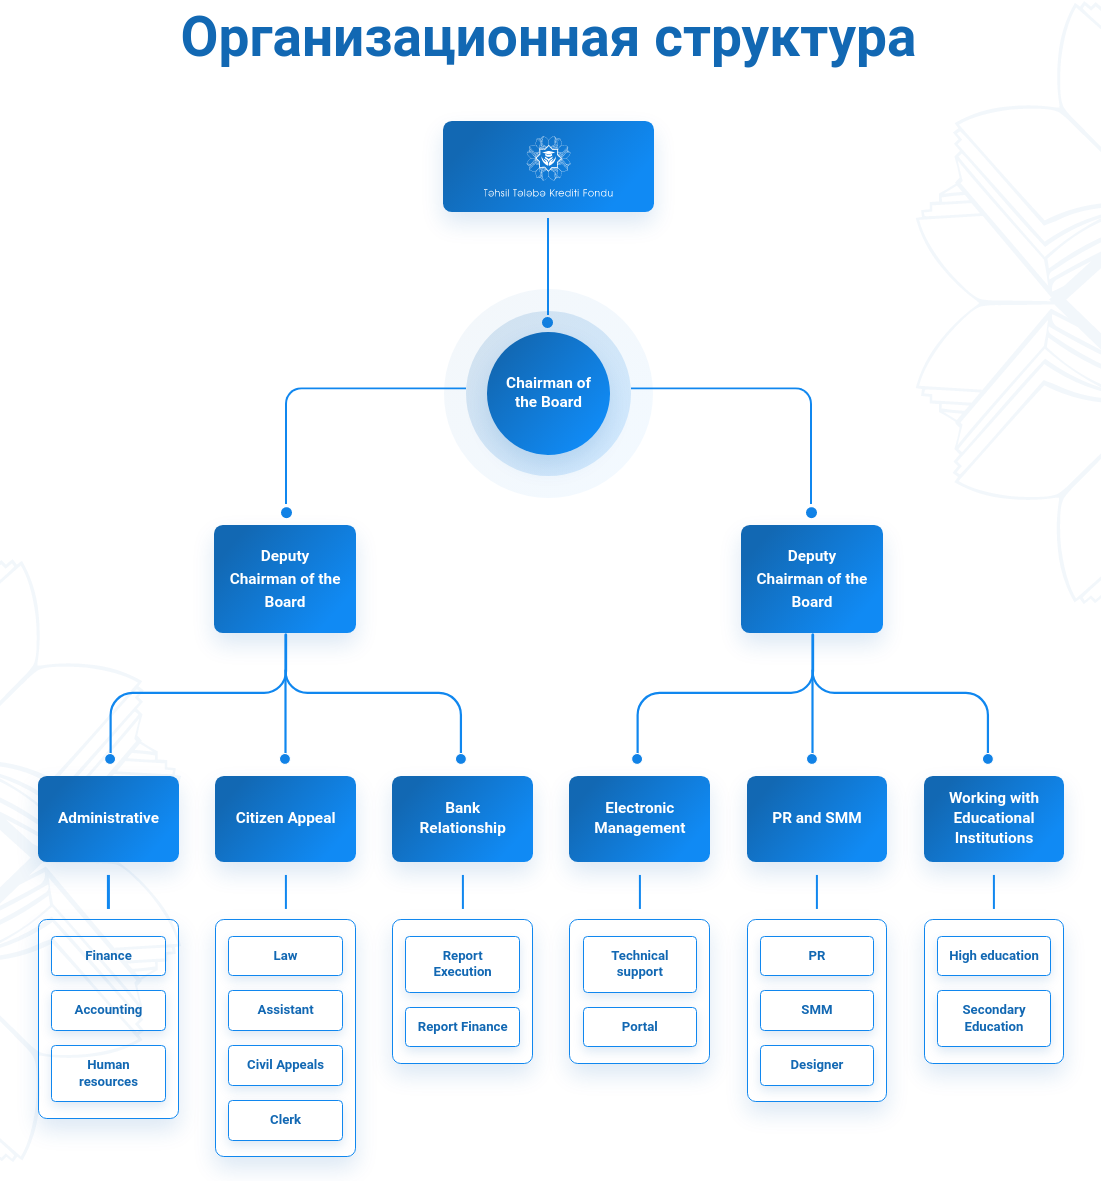 Организационная структура
Təhsil Tələbə Krediti Fondu
Chairman of
the Board
Deputy
Chairman of the
Board
Deputy
Chairman of the
Board
Administrative
Citizen Appeal
Bank
Relationship
Electronic
Management
PR and SMM
Working with
Educational
Institutions
Finance
Accounting
Human
resources
Law
Assistant
Civil Appeals
Clerk
Report
Execution
Report Finance
Technical
support
Portal
PR
SMM
Designer
High education
Secondary
Education